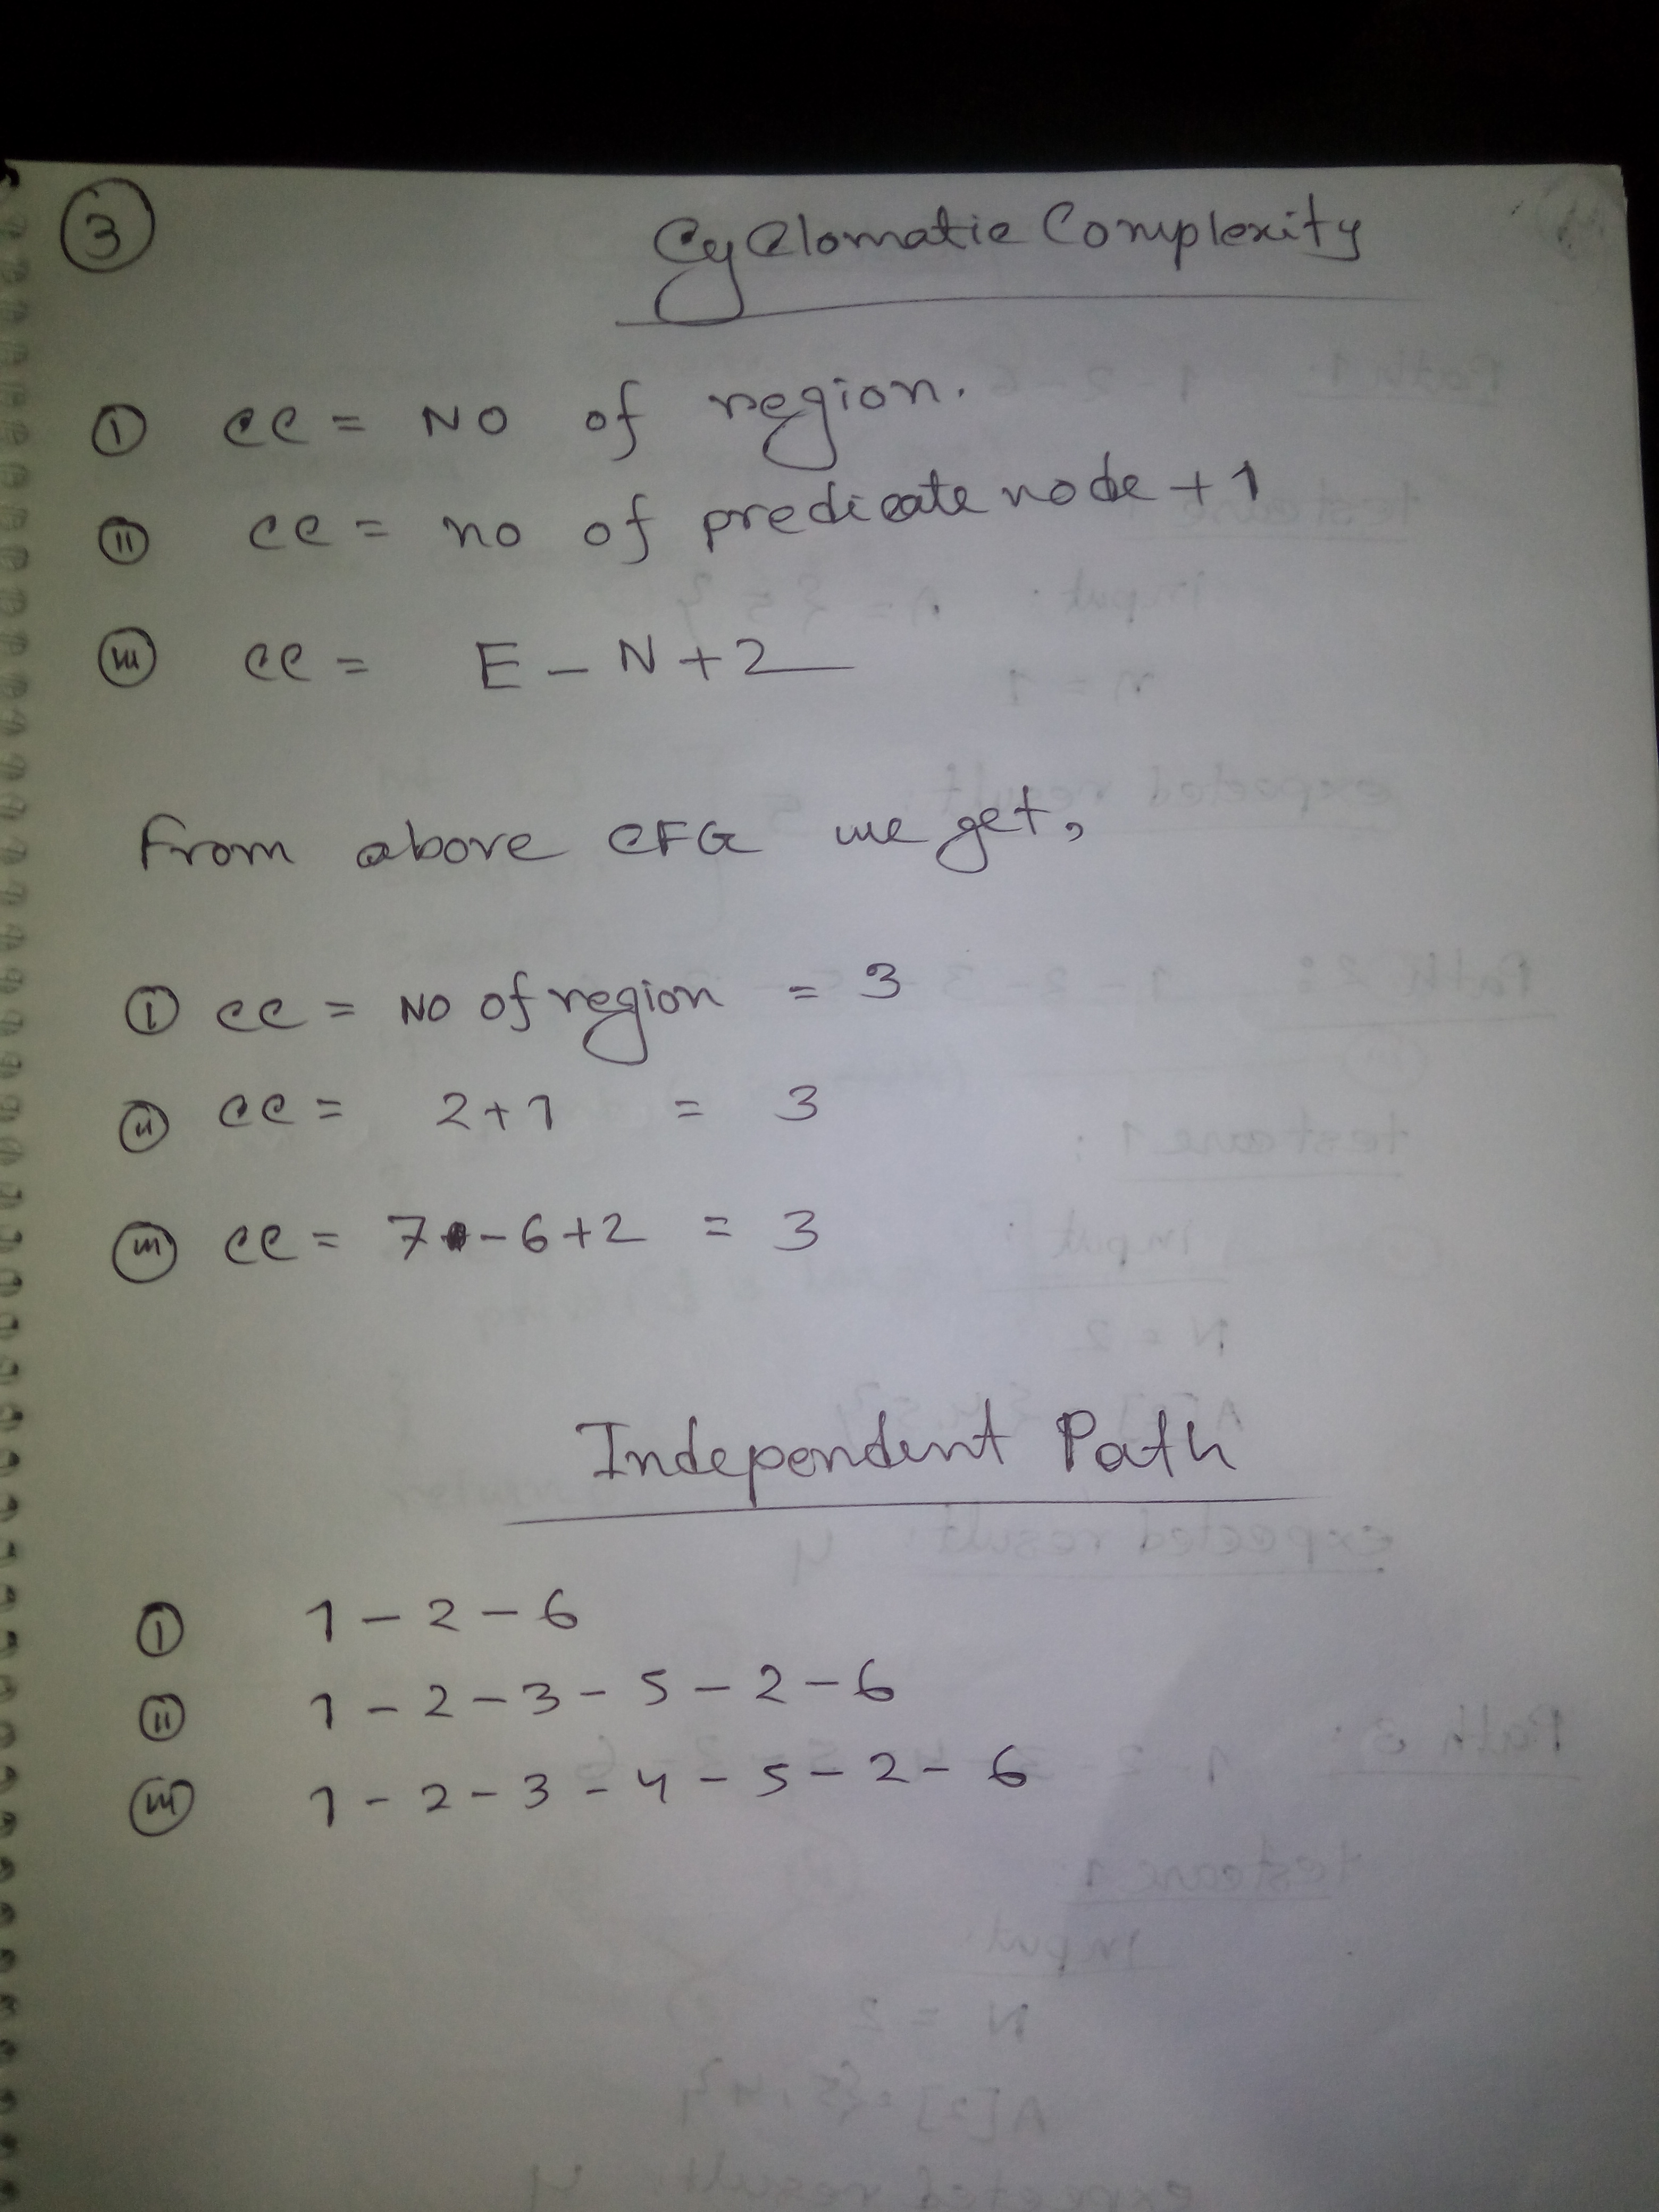 3
Cyclomatic Complexity
i cc = No of region.
ii cc = no of predicate node + 1
iii cc = E - N + 2
From above CFG we get,
i cc = No of region = 3
ii cc = 2+1 = 3
iii cc = 7 - 6 + 2 = 3
Independent Path
i 1 - 2 - 6
ii 1 - 2 - 3 - 5 - 2 - 6
iii 1 - 2 - 3 - 4 - 5 - 2 - 6